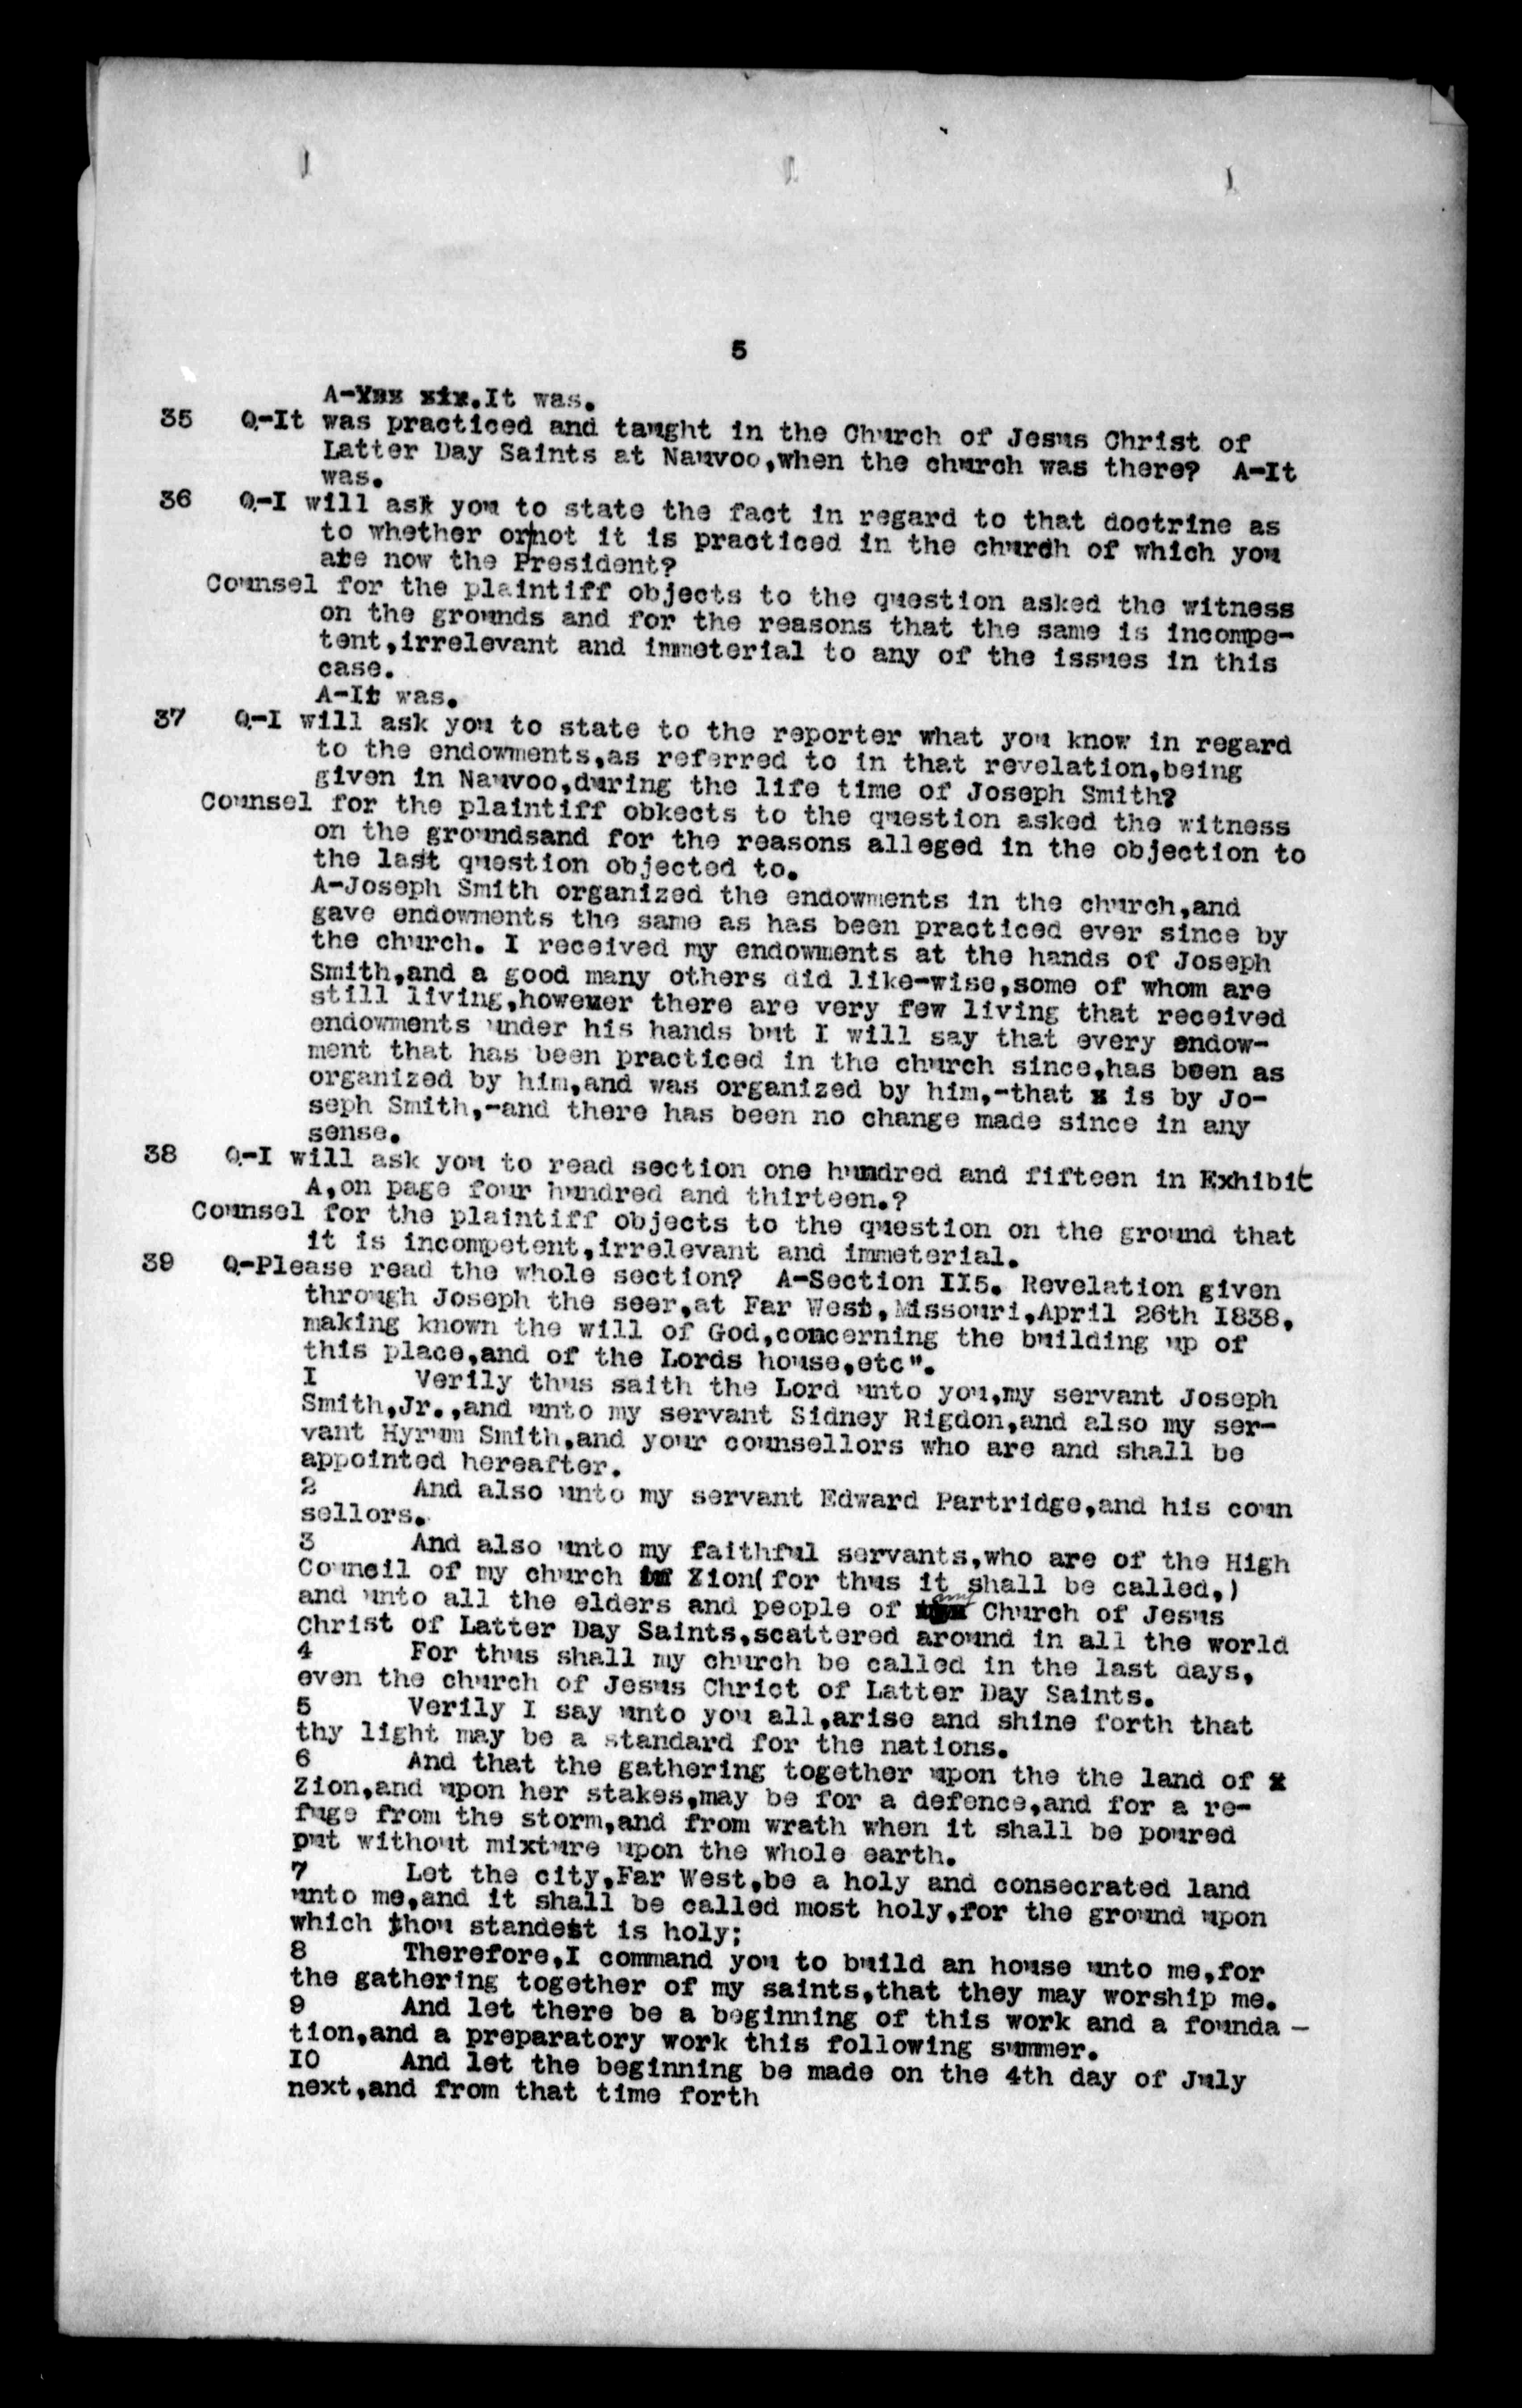 5
A-Yes sir.It was.
35 Q-It was practiced and taught in the Church of Jesus Christ of
Latter Day Saints at Nauvoo,when the church was there? A-It
was.
36 Q-I will ask you to state the fact in regard to that doctrine as
to whether or not it is practiced in the church of which you
are now the President?
Counsel for the plaintiff objects to the question asked the witness
on the grounds and for the reasons that the same is incompe-
tent,irrelevant and immeterial to any of the issues in this
case.
A-It was.
37 Q-I will ask you to state to the reporter what you know in regard
to the endowments,as referred to in that revelation,being
given in Nauvoo,during the life time of Joseph Smith?
Counsel for the plaintiff obkects to the question asked the witness
on the groundsand for the reasons alleged in the objection to
the last question objected to.
A-Joseph Smith organized the endowments in the church,and
gave endowments the same as has been practiced ever since by
the church. I received my endowments at the hands of Joseph
Smith,and a good many others did like-wise,some of whom are
still living,however there are very few living that received
endowments under his hands but I will say that every endow-
ment that has been practiced in the church since,has been as
organized by him,and was organized by him,-that x is by Jo-
seph Smith,-and there has been no change made since in any
sense.
38 Q-I will ask you to read section one hundred and fifteen in Exhibit
A,on page four hundred and thirteen.?
Counsel for the plaintiff objects to the question on the ground that
it is incompetent,irrelevant and immeterial.
39 Q-Please read the whole section? A-Section II5. Revelation given
through Joseph the seer,at Far West,Missouri,April 26th I838,
making known the will of God,concerning the building up of
this place,and of the Lords house,etc".
I Verily thus saith the Lord unto you,my servant Joseph
Smith,Jr.,and unto my servant Sidney Rigdon,and also my ser-
vant Hyrum Smith,and your counsellors who are and shall be
appointed hereafter.
2 And also unto my servant Edward Partridge,and his coun
sellors.
3 And also unto my faithful servants,who are of the High
Council of my church in Zion(for thus it shall be called,)
and unto all the elders and people of my Church of Jesus
Christ of Latter Day Saints,scattered around in all the world
4 For thus shall my church be called in the last days,
even the church of Jesus Christ of Latter Day Saints.
5 Verily I say unto you all,arise and shine forth that
thy light may be a standard for the nations.
6 And that the gathering together upon the the land of x
Zion,and upon her stakes,may be for a defence,and for a re-
fuge from the storm,and from wrath when it shall be poured
out without mixture upon the whole earth.
7 Let the city,Far West,be a holy and consecrated land
unto me,and it shall be called most holy,for the ground upon
which thou standest is holy;
8 Therefore,I command you to build an house unto me,for
the gathering together of my saints,that they may worship me.
9 And let there be a beginning of this work and a founda-
tion,and a preparatory work this following summer.
IO And let the beginning be made on the 4th day of July
next,and from that time forth